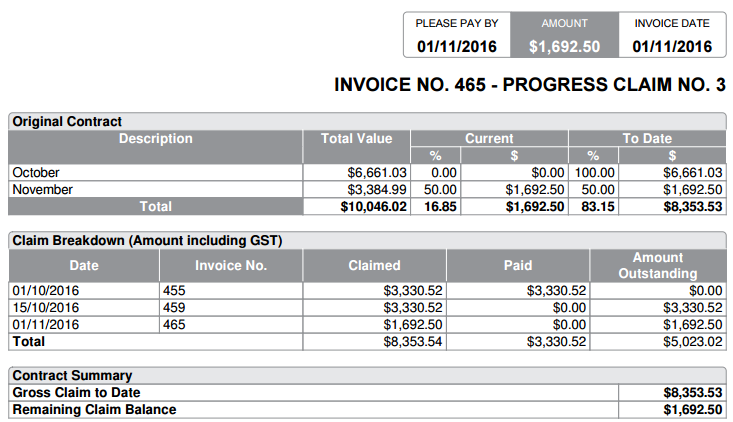 PLEASE PAY BY AMOUNT INVOICE DATE
01/11/2016 $1,692.50 01/11/2016
INVOICE NO. 465 - PROGRESS CLAIM NO. 3
Original Contract
Description Total Value Current To Date
% $ % $
October $6,661.03 0.00 $0.00 100.00 $6,661.03
November $3,384.99 50.00 $1,692.50 50.00 $1,692.50
Total $10,046.02 16.85 $1,692.50 83.15 $8,353.53
Claim Breakdown (Amount including GST)
Date Invoice No. Claimed Paid Amount
Outstanding
01/10/2016 455 $3,330.52 $3,330.52 $0.00
15/10/2016 459 $3,330.52 $0.00 $3,330.52
01/11/2016 465 $1,692.50 $0.00 $1,692.50
Total $8,353.54 $3,330.52 $5,023.02
Contract Summary
Gross Claim to Date $8,353.53
Remaining Claim Balance $1,692.50